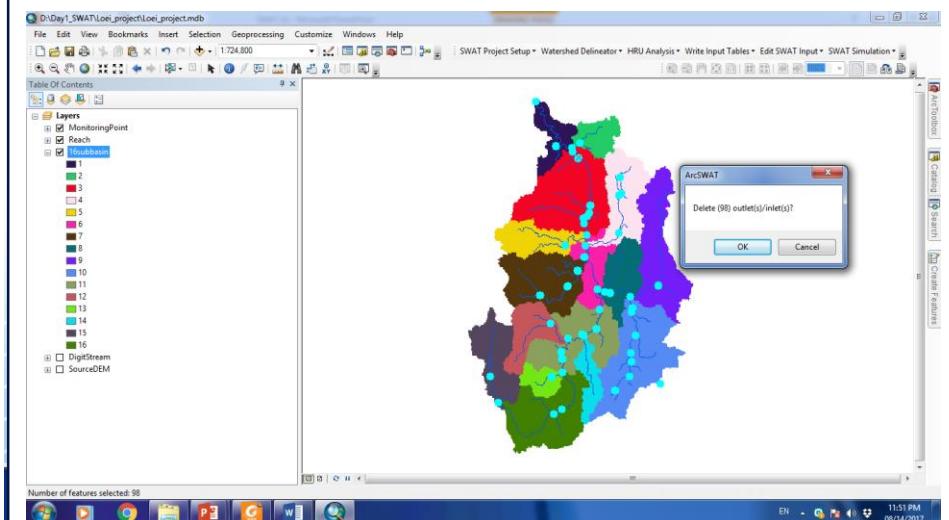 D:\Day1_SWAT\Loei_project\Loei_project.mdb
File Edit View Bookmarks Insert Selection Geoprocessing Customize Windows Help
1:724,800
SWAT Project Setup Watershed Delineator HRU Analysis Write Input Tables Edit SWAT Input SWAT Simulation
Table Of Contents
Layers
MonitoringPoint
Reach
16subbasin
1
2
3
4
5
6
7
8
9
10
11
12
13
14
15
16
DigitStream
SourceDEM
ArcSWAT
Delete (98) outlet(s)/inlet(s)?
OK Cancel
ArcToolbox
Catalog
Search
Create Features
Number of features selected: 98
EN
11:51 PM
08/14/2017